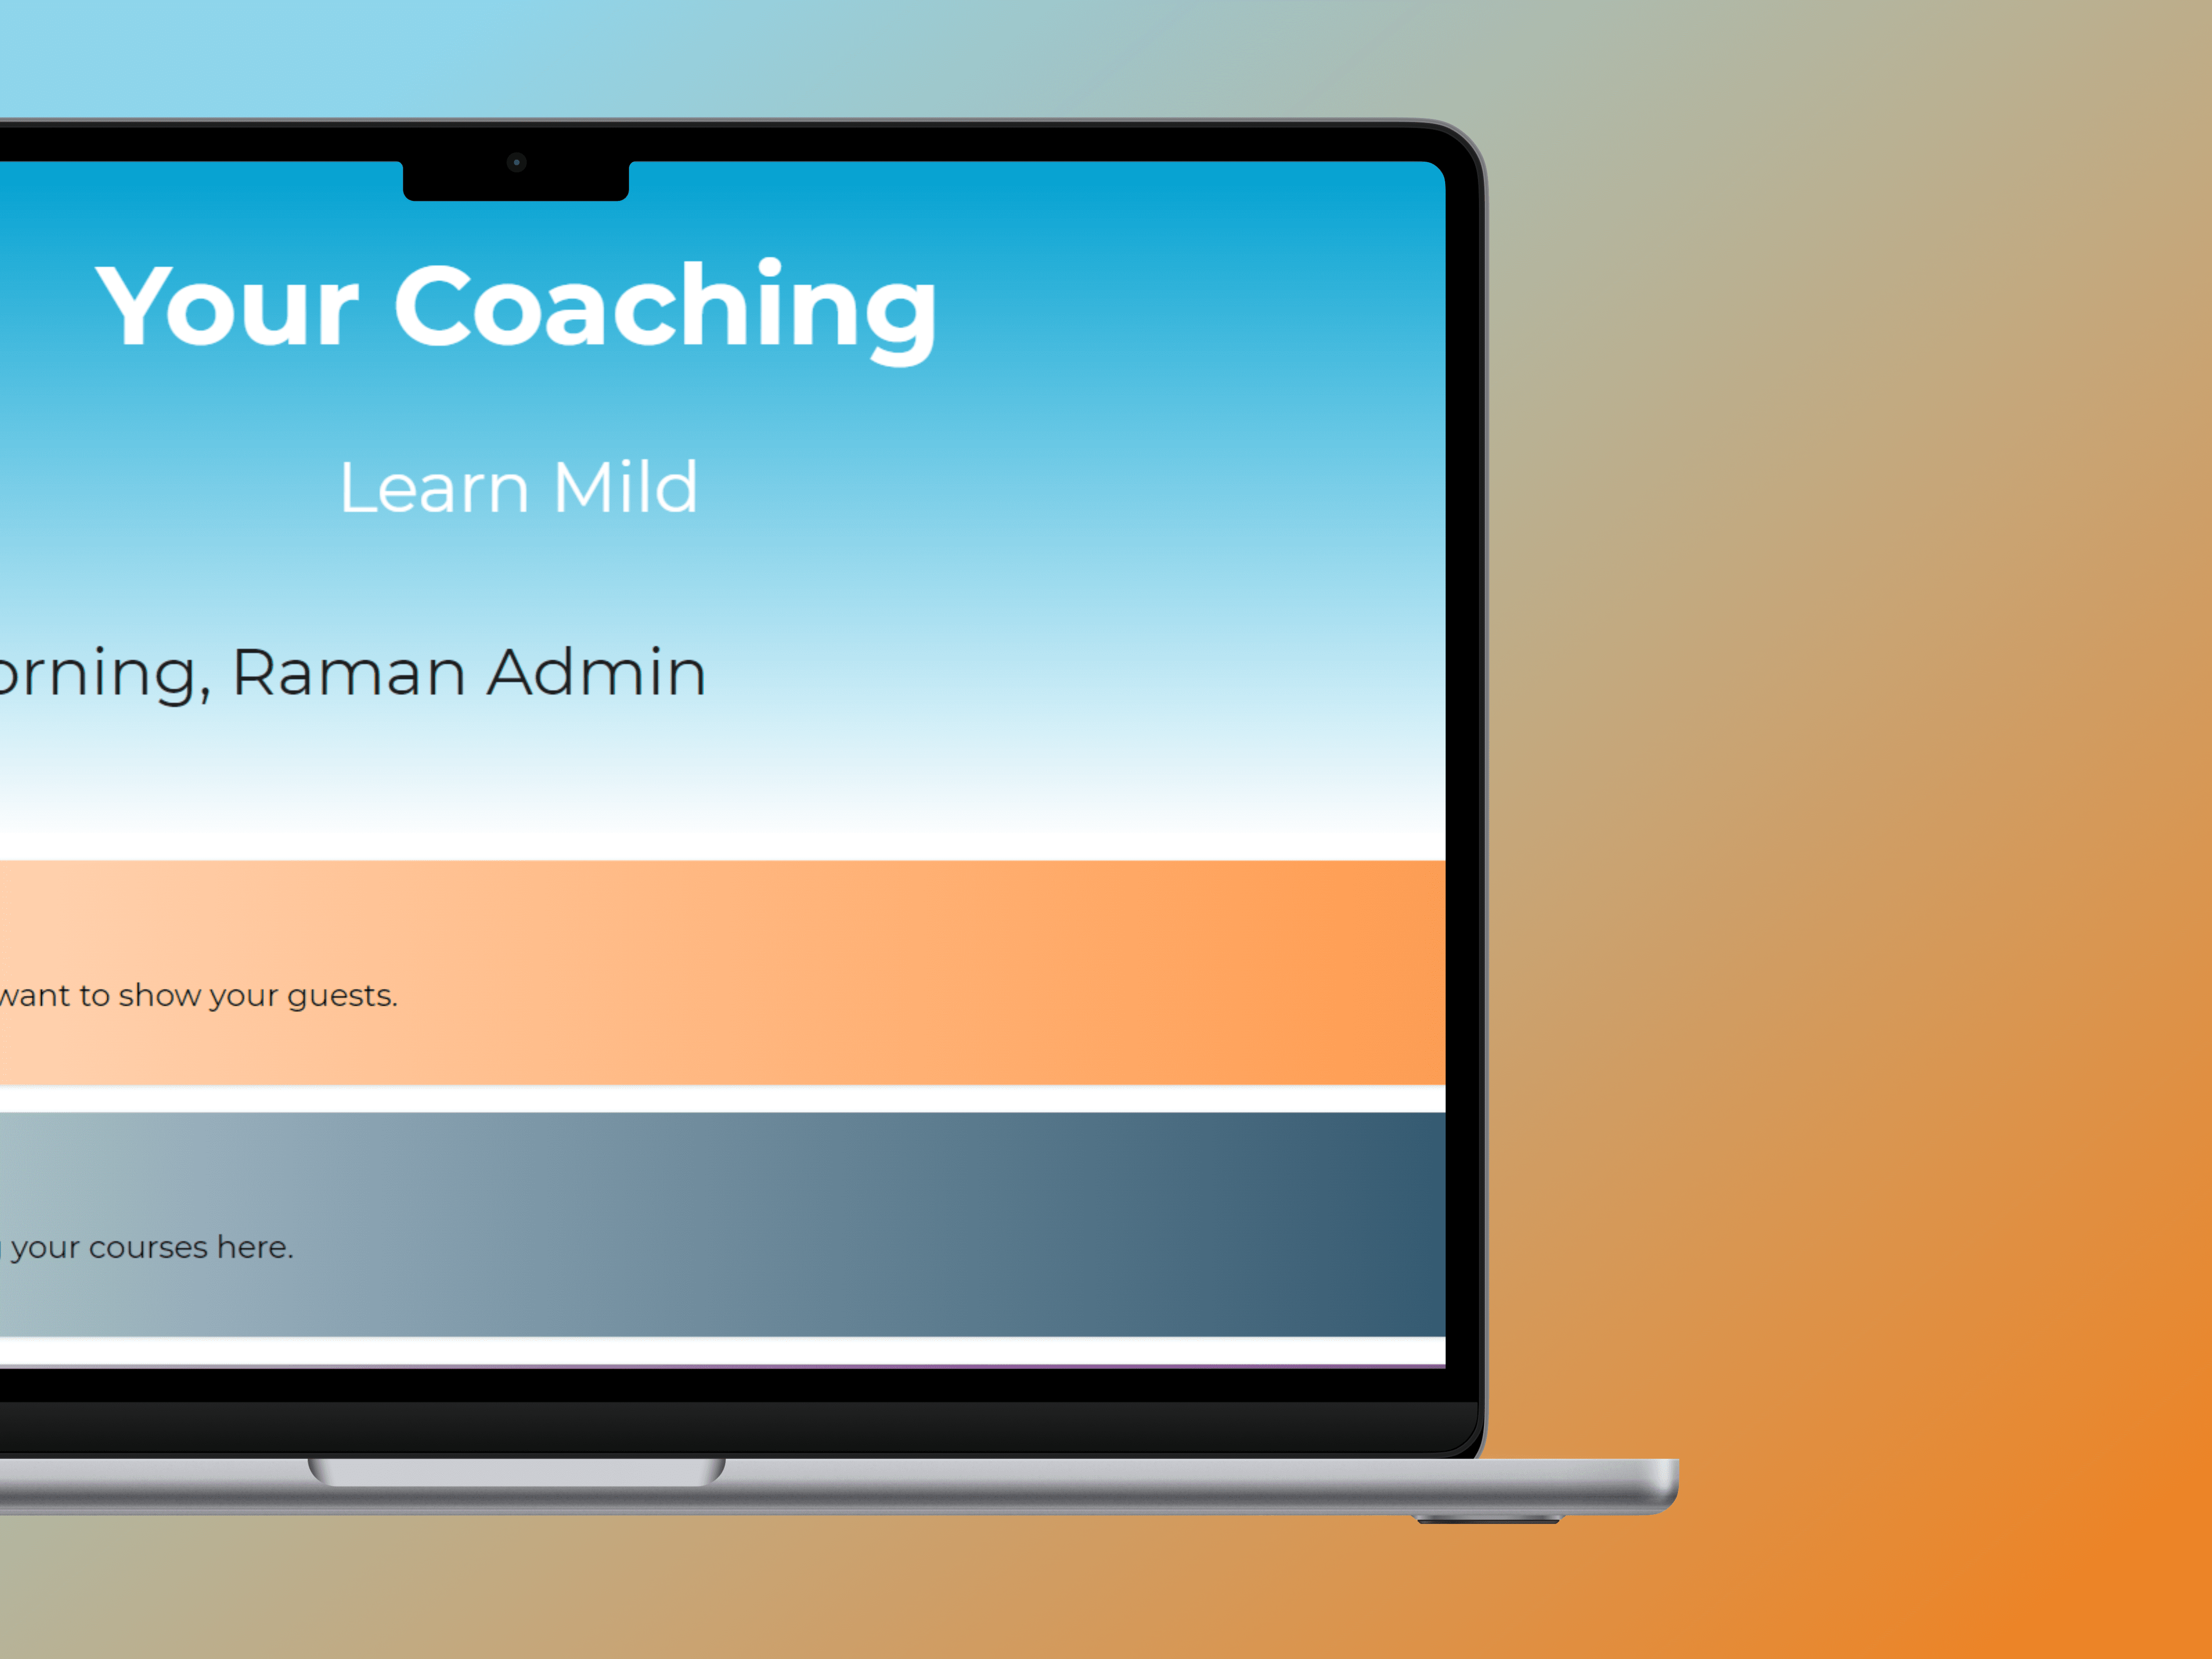 Your Coaching
Learn Mild
orning, Raman Admin
want to show your guests.
your courses here.